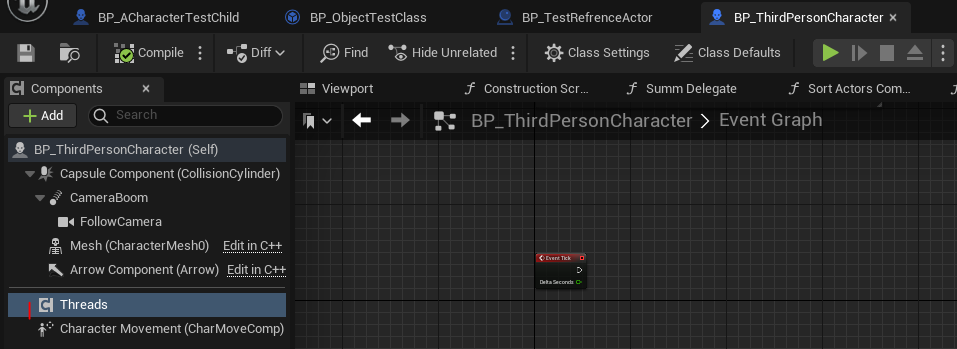 BP_ACharacterTestChild
BP_ObjectTestClass
BP_TestRefrenceActor
BP_ThirdPersonCharacter
Compile
Diff
Find
Hide Unrelated
Class Settings
Class Defaults
Components
Viewport
Construction Scr...
Summ Delegate
Sort Actors Com...
Add
Search
BP_ThirdPersonCharacter > Event Graph
BP_ThirdPersonCharacter (Self)
Capsule Component (CollisionCylinder)
CameraBoom
FollowCamera
Mesh (CharacterMesh0) Edit in C++
Arrow Component (Arrow) Edit in C++
Event Tick
Delta Seconds
Threads
Character Movement (CharMoveComp)